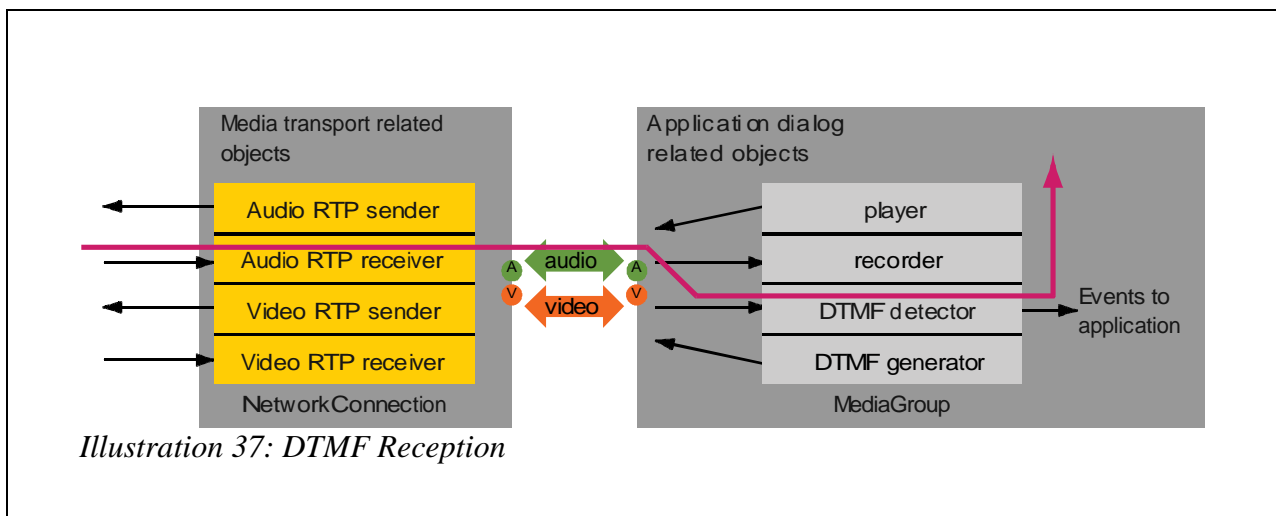 Media transport related
objects
Audio RTP sender
Audio RTP receiver
Video RTP sender
Video RTP receiver
NetworkConnection
A
audio
A
V
video
V
Application dialog
related objects
player
recorder
DTMF detector
DTMF generator
MediaGroup
Events to
application
Illustration 37: DTMF Reception